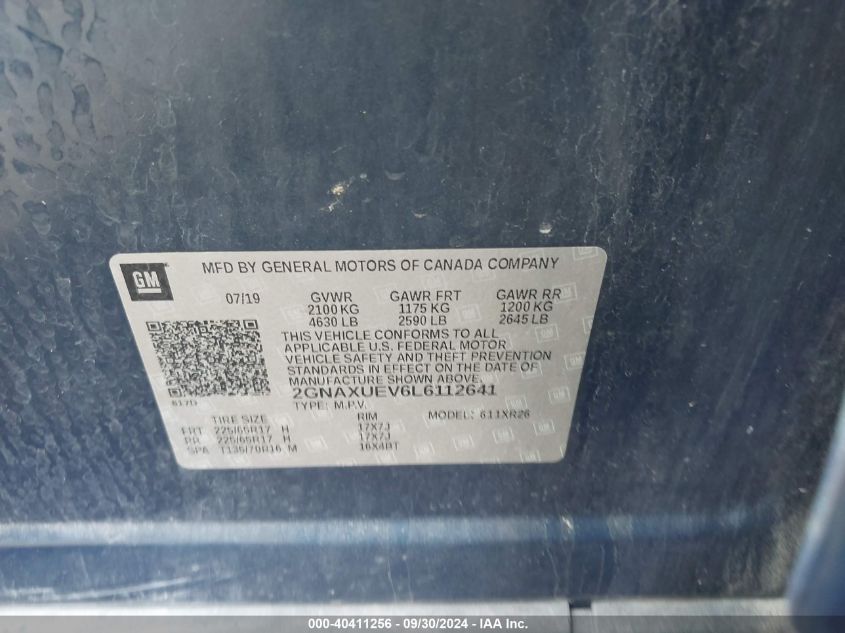 GM
MFD BY GENERAL MOTORS OF CANADA COMPANY
07/19 GVWR GAWR FRT GAWR RR
2100 KG 1175 KG 1200 KG
4630 LB 2590 LB 2645 LB
THIS VEHICLE CONFORMS TO ALL
APPLICABLE U.S. FEDERAL MOTOR
VEHICLE SAFETY AND THEFT PREVENTION
STANDARDS IN EFFECT ON THE DATE OF
MANUFACTURE SHOWN ABOVE.
2GNAXUEV6L6112641
617D TYPE: M.P.V. MODEL: 611XR26
TIRE SIZE RIM
FRT 225/65R17 H 17X7J
RR 225/65R17 H 17X7J
SPA T135/70R16 M 16X4BT
000-40411256 - 09/30/2024 - IAA Inc.